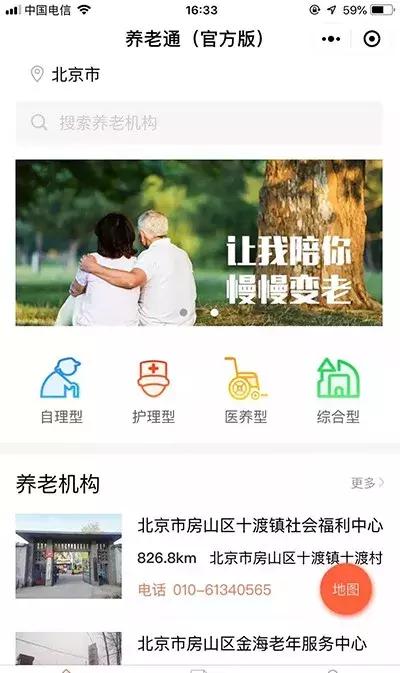 中国电信 16:33 59%
养老通（官方版）
北京市
搜索养老机构
让我陪你
慢慢变老
自理型 护理型 医养型 综合型
养老机构 更多
北京市房山区十渡镇社会福利中心
826.8km 北京市房山区十渡镇十渡村
电话 010-61340565
地图
北京市房山区金海老年服务中心